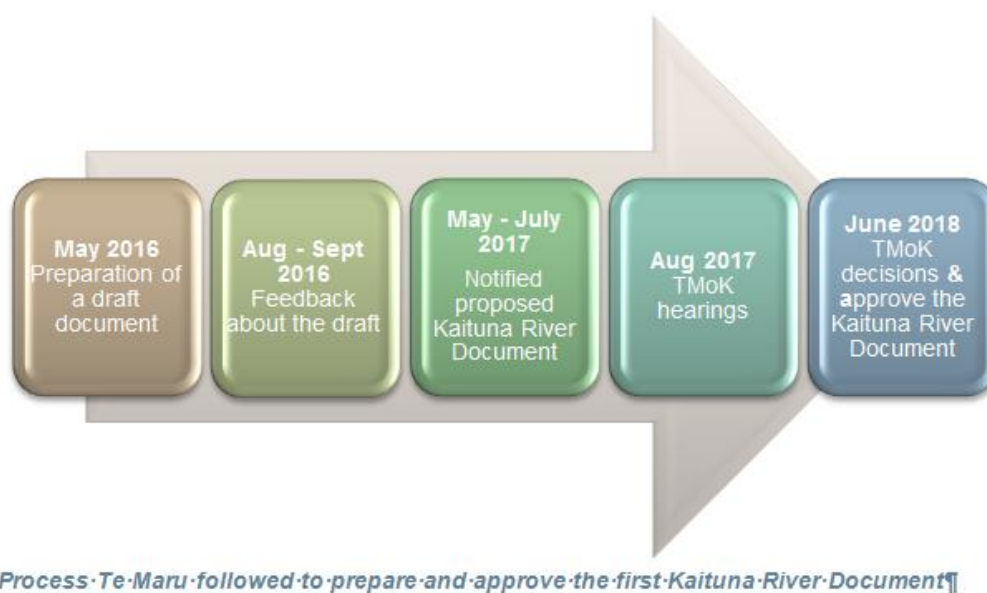 May 2016
Preparation of
a draft
document
Aug - Sept
2016
Feedback
about the draft
May - July
2017
Notified
proposed
Kaituna River
Document
Aug 2017
TMoK
hearings
June 2018
TMoK
decisions &
approve the
Kaituna River
Document
Process·Te·Maru·followed·to·prepare·and·approve·the·first·Kaituna·River·Document¶